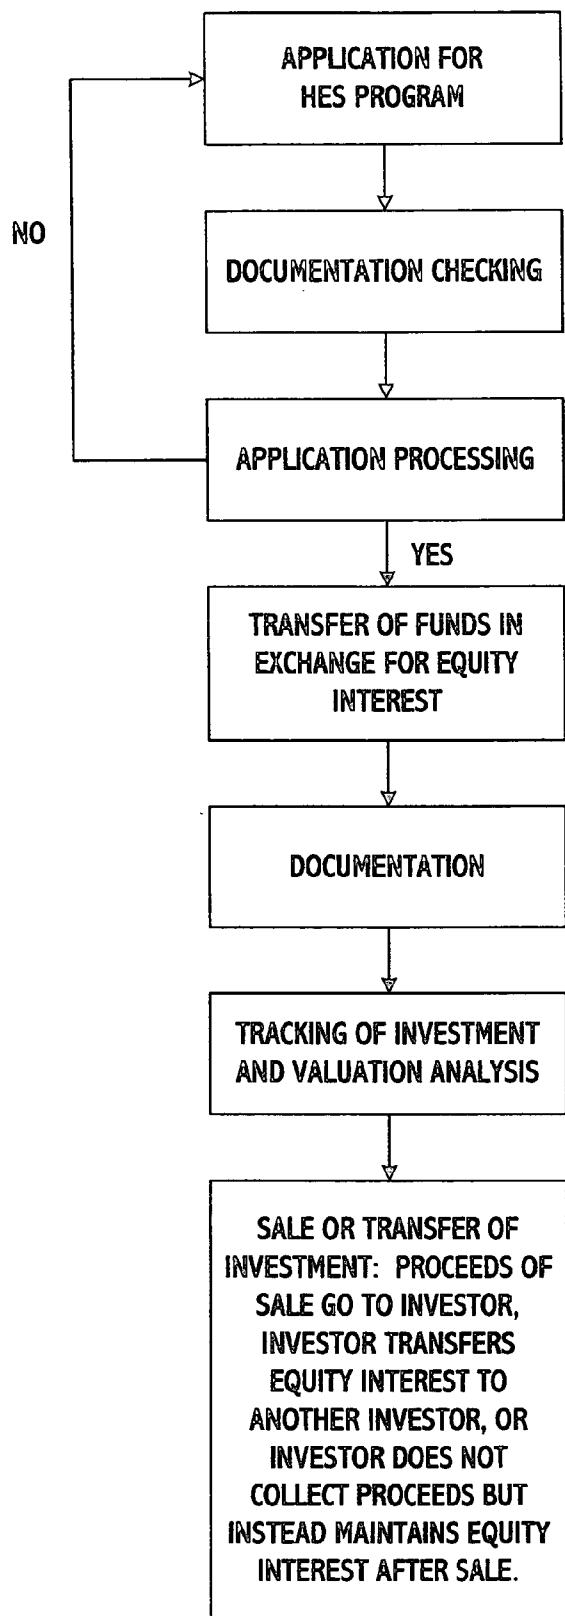 APPLICATION FOR
HES PROGRAM
NO
DOCUMENTATION CHECKING
APPLICATION PROCESSING
YES
TRANSFER OF FUNDS IN
EXCHANGE FOR EQUITY
INTEREST
DOCUMENTATION
TRACKING OF INVESTMENT
AND VALUATION ANALYSIS
SALE OR TRANSFER OF
INVESTMENT: PROCEEDS OF
SALE GO TO INVESTOR,
INVESTOR TRANSFERS
EQUITY INTEREST TO
ANOTHER INVESTOR, OR
INVESTOR DOES NOT
COLLECT PROCEEDS BUT
INSTEAD MAINTAINS EQUITY
INTEREST AFTER SALE.